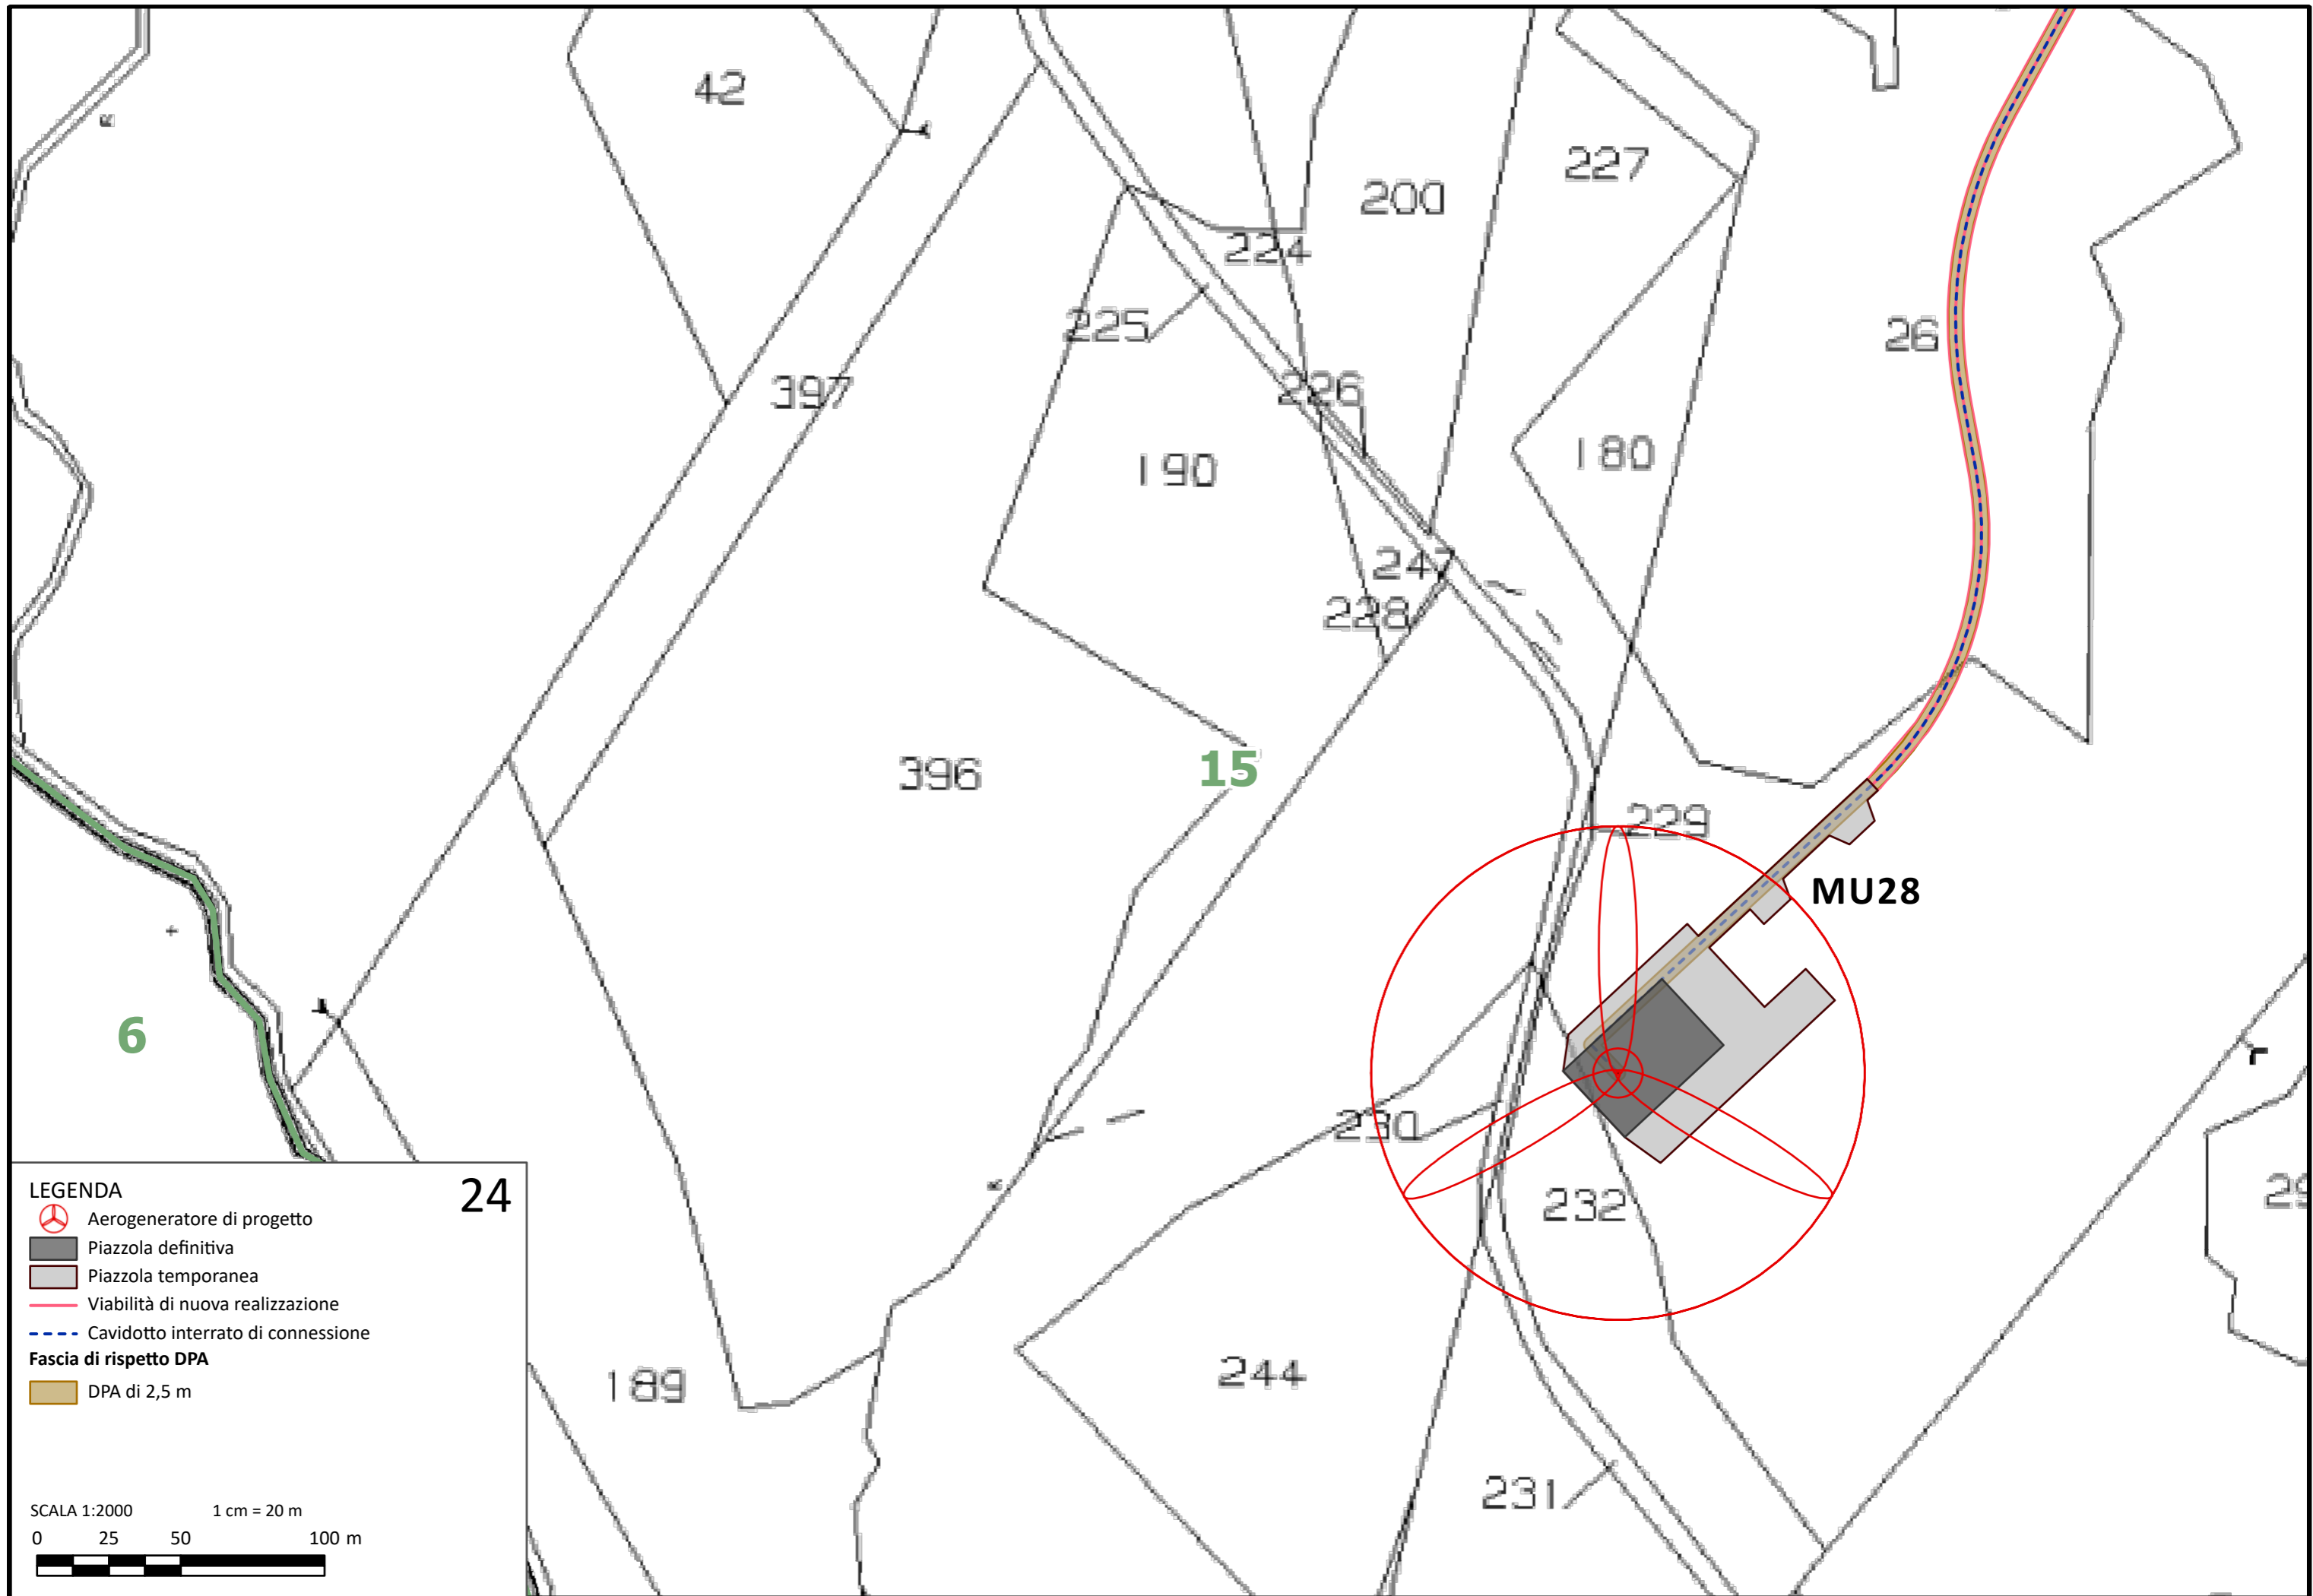 42
227
200
224
225
26
226
397
180
190
247
228
15
396
229
MU28
6
230
232
29
244
189
231
24
LEGENDA
Aerogeneratore di progetto
Piazzola definitiva
Piazzola temporanea
Viabilità di nuova realizzazione
Cavidotto interrato di connessione
Fascia di rispetto DPA
DPA di 2,5 m
SCALA 1:2000 1 cm = 20 m
0 25 50 100 m